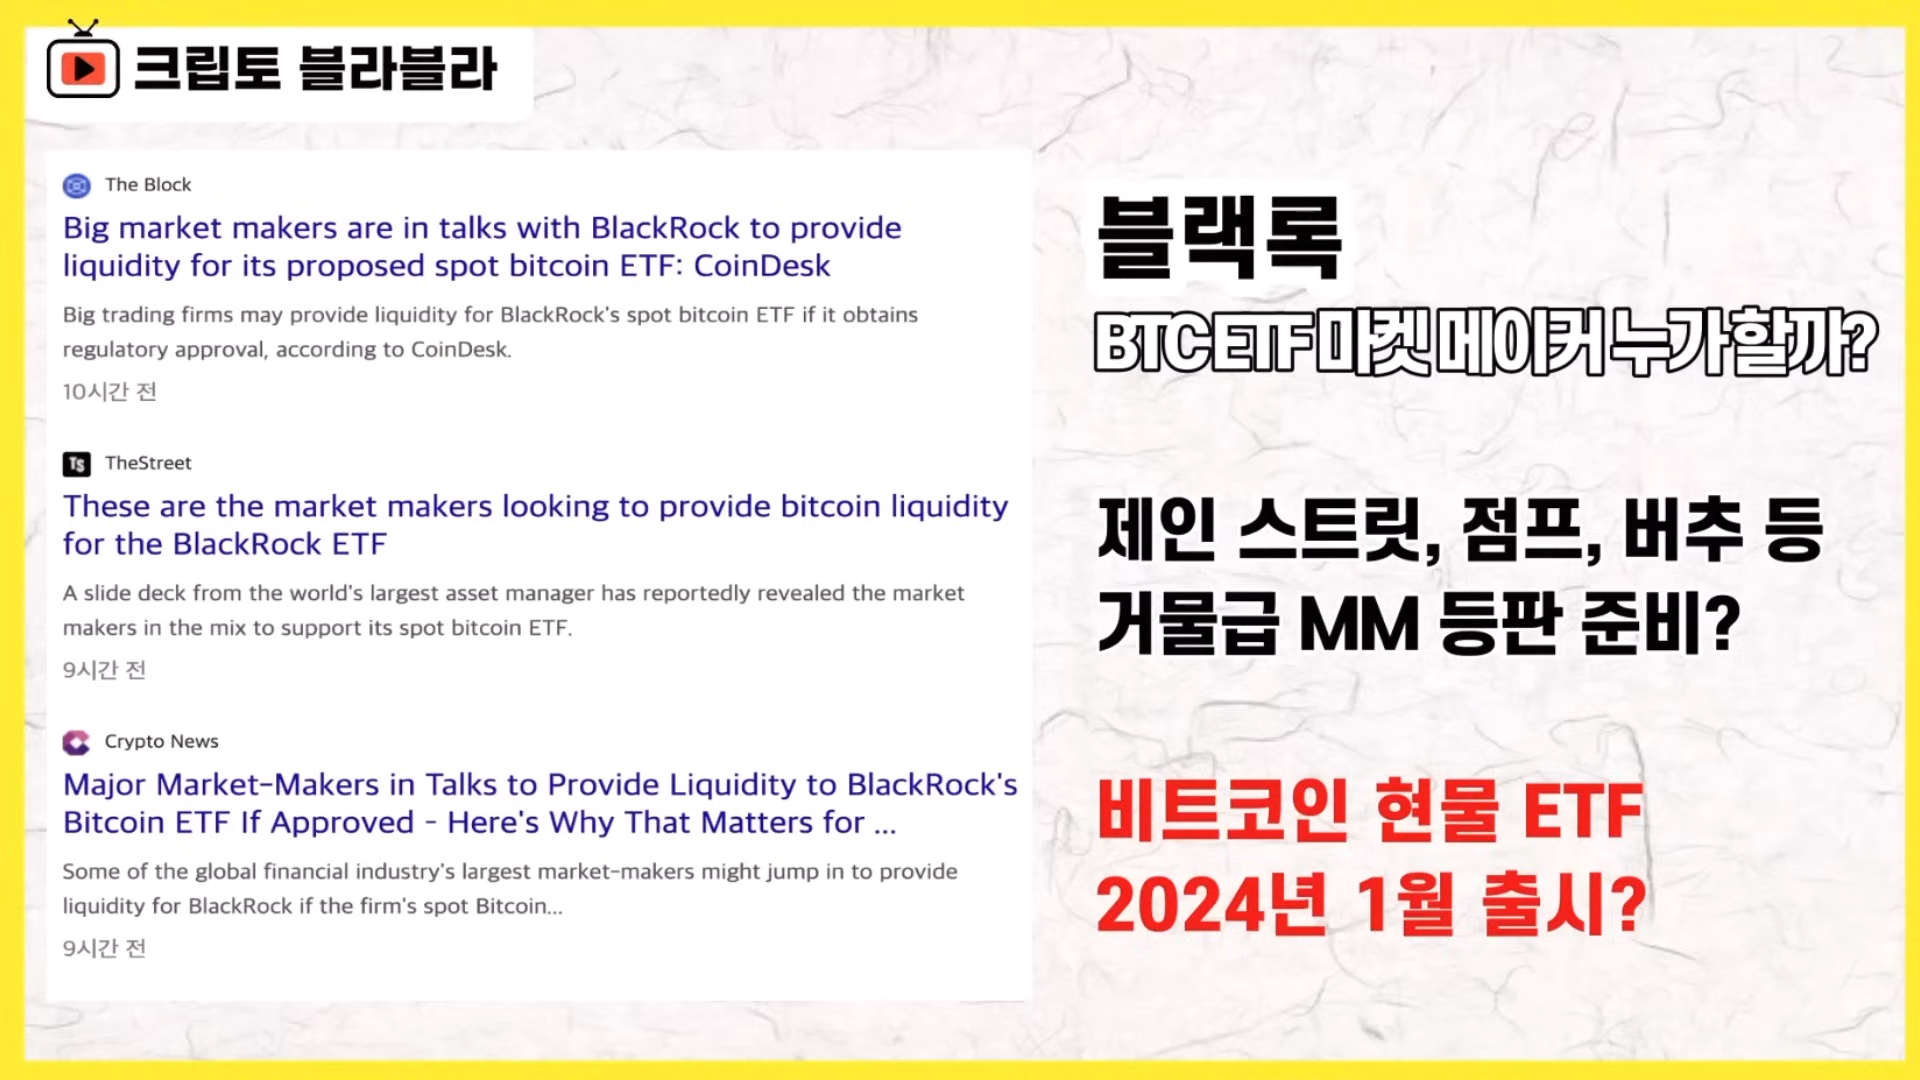 크립토 블라블라
The Block
Big market makers are in talks with BlackRock to provide
liquidity for its proposed spot bitcoin ETF: CoinDesk
Big trading firms may provide liquidity for BlackRock's spot bitcoin ETF if it obtains
regulatory approval, according to CoinDesk.
10시간 전
TS TheStreet
These are the market makers looking to provide bitcoin liquidity
for the BlackRock ETF
A slide deck from the world's largest asset manager has reportedly revealed the market
makers in the mix to support its spot bitcoin ETF.
9시간 전
Crypto News
Major Market-Makers in Talks to Provide Liquidity to BlackRock's
Bitcoin ETF If Approved - Here's Why That Matters for ...
Some of the global financial industry's largest market-makers might jump in to provide
liquidity for BlackRock if the firm's spot Bitcoin...
9시간 전
블랙록
BTC ETF 마켓 메이커 누가 할까?
제인 스트릿, 점프, 버추 등
거물급 MM 등판 준비?
비트코인 현물 ETF
2024년 1월 출시?